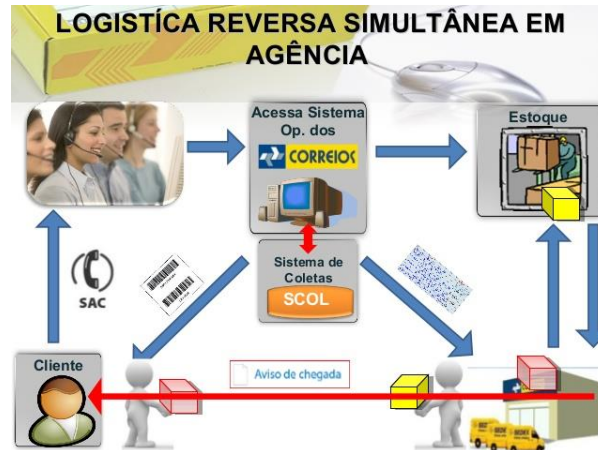 LOGISTÍCA REVERSA SIMULTÂNEA EM
AGÊNCIA
Acessa Sistema
Op. dos
CORREIOS
Estoque
Sistema de
Coletas
SCOL
SAC
Cliente
Aviso de chegada